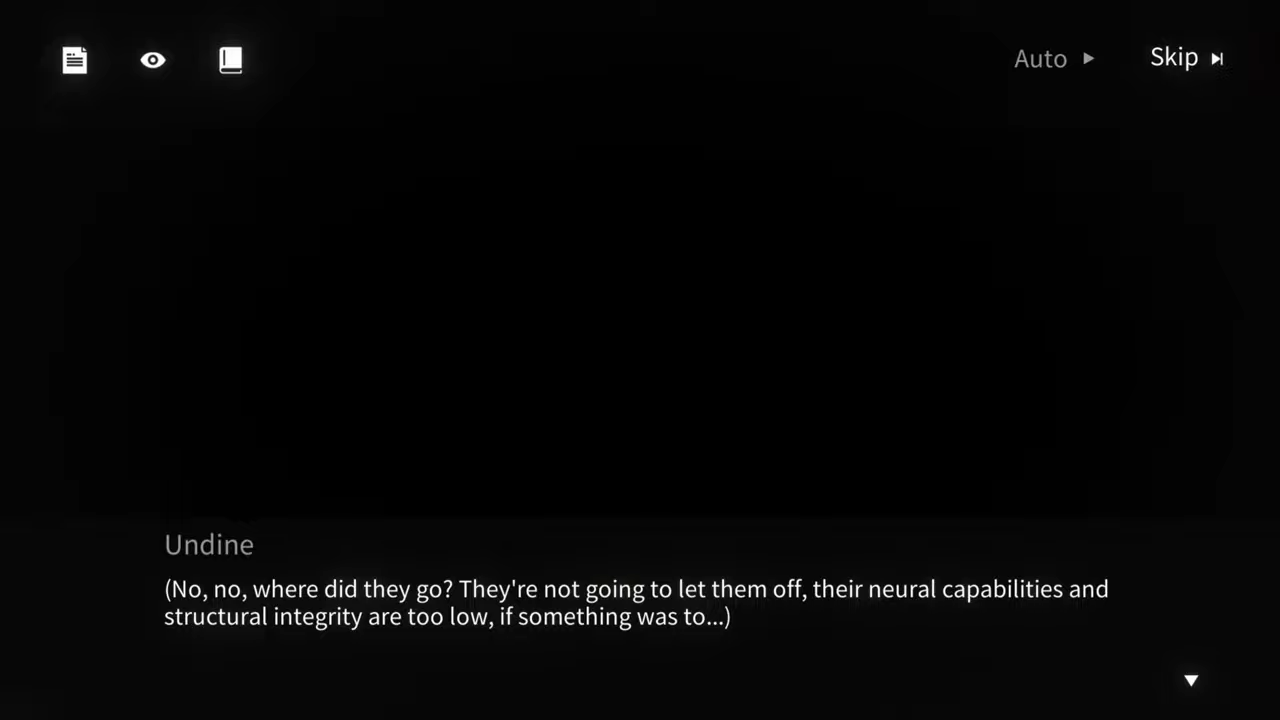 Auto
Skip
Undine
(No, no, where did they go? They're not going to let them off, their neural capabilities and
structural integrity are too low, if something was to...)